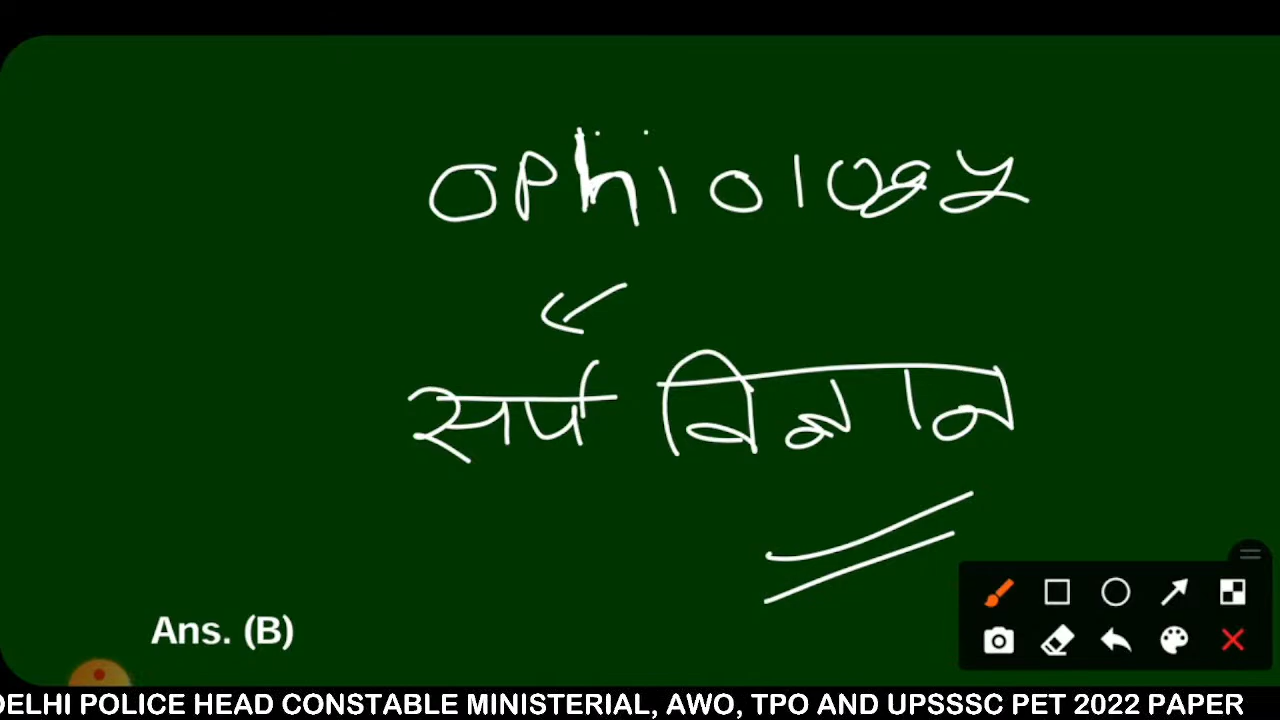 ophiology
सर्प विज्ञान
Ans. (B)
DELHI POLICE HEAD CONSTABLE MINISTERIAL, AWO, TPO AND UPSSSC PET 2022 PAPER